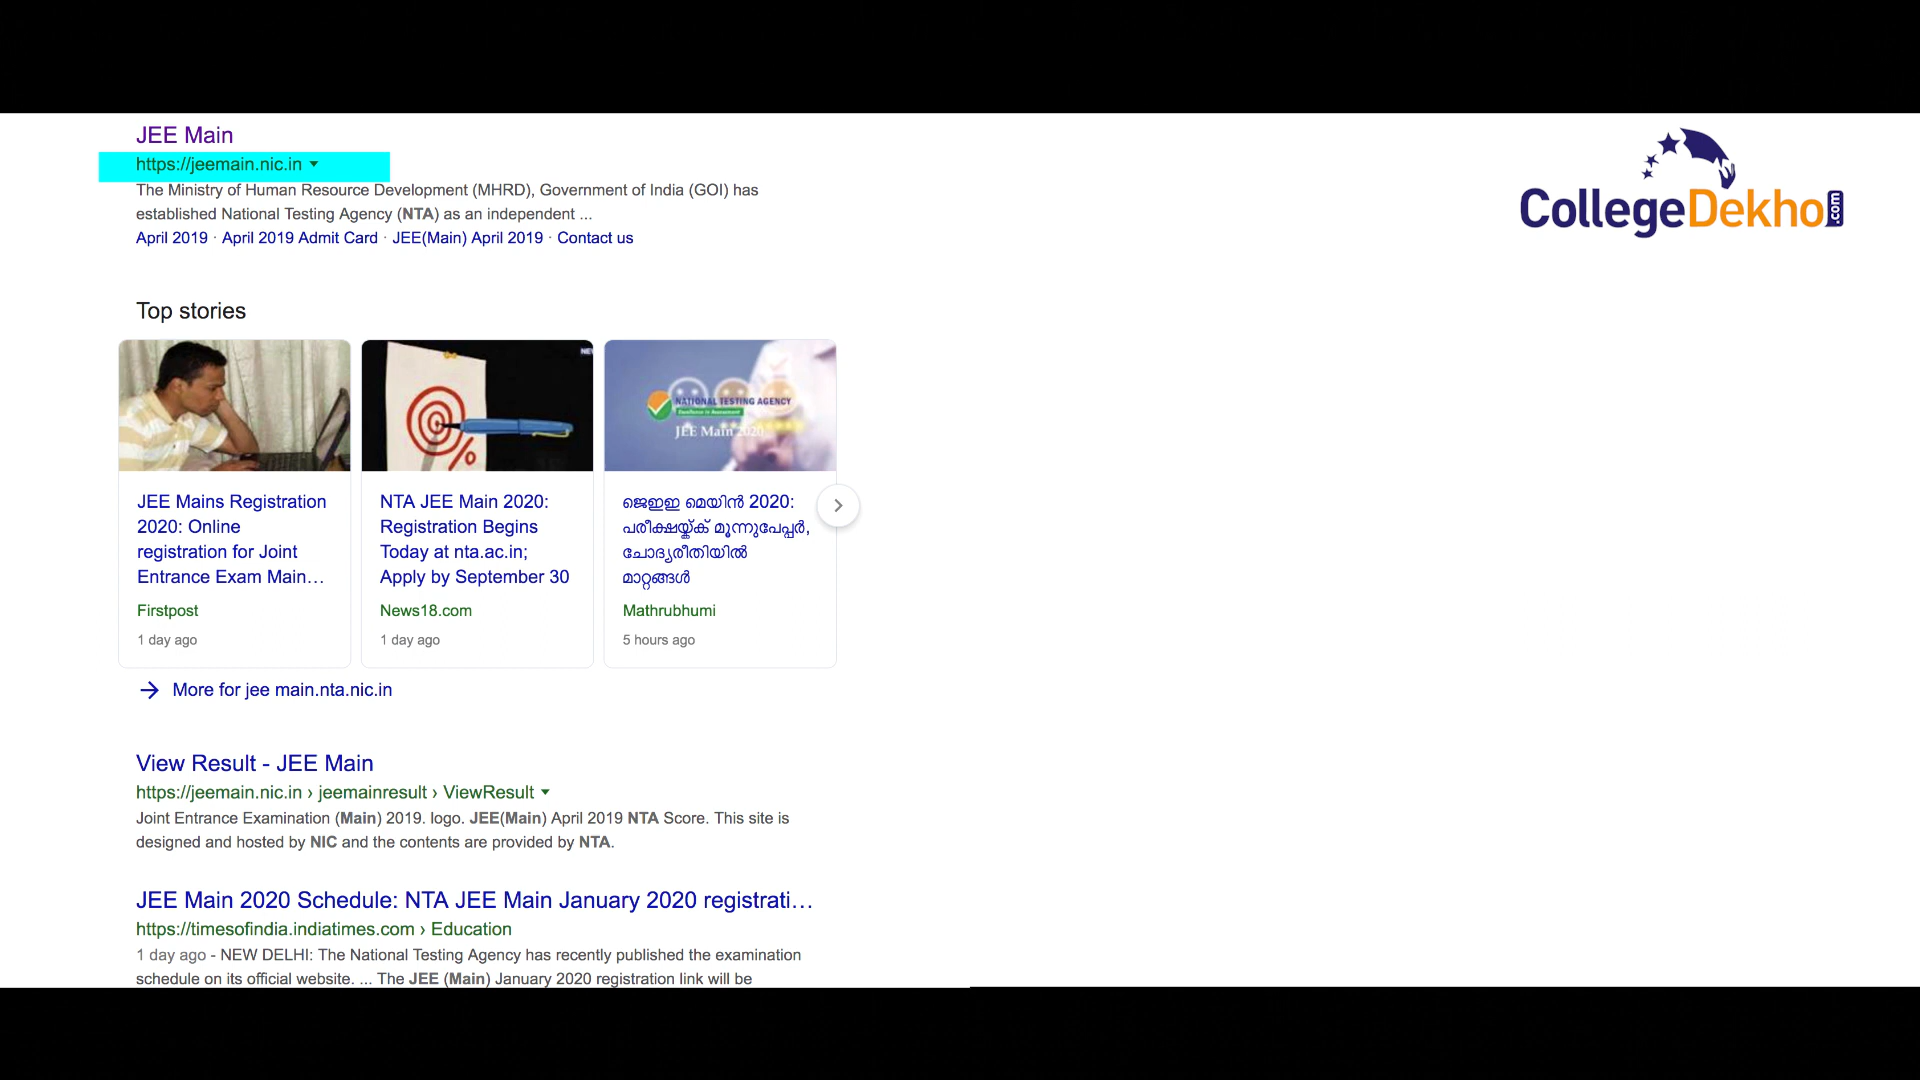 JEE Main
https://jeemain.nic.in
The Ministry of Human Resource Development (MHRD), Government of India (GOI) has
established National Testing Agency (NTA) as an independent ...
April 2019 · April 2019 Admit Card · JEE(Main) April 2019 · Contact us
CollegeDekho.com
Top stories
NATIONAL TESTING AGENCY
Excellence in Assessment
JEE Main 2020
JEE Mains Registration
2020: Online
registration for Joint
Entrance Exam Main…
Firstpost
1 day ago
NTA JEE Main 2020:
Registration Begins
Today at nta.ac.in;
Apply by September 30
News18.com
1 day ago
ജെഇഇ മെയിൻ 2020:
പരീക്ഷയ്ക്ക് മൂന്നുപേപ്പർ,
ചോദ്യരീതിയിൽ
മാറ്റങ്ങൾ
Mathrubhumi
5 hours ago
More for jee main.nta.nic.in
View Result - JEE Main
https://jeemain.nic.in › jeemainresult › ViewResult
Joint Entrance Examination (Main) 2019. logo. JEE(Main) April 2019 NTA Score. This site is
designed and hosted by NIC and the contents are provided by NTA.
JEE Main 2020 Schedule: NTA JEE Main January 2020 registrati…
https://timesofindia.indiatimes.com › Education
1 day ago - NEW DELHI: The National Testing Agency has recently published the examination
schedule on its official website. ... The JEE (Main) January 2020 registration link will be